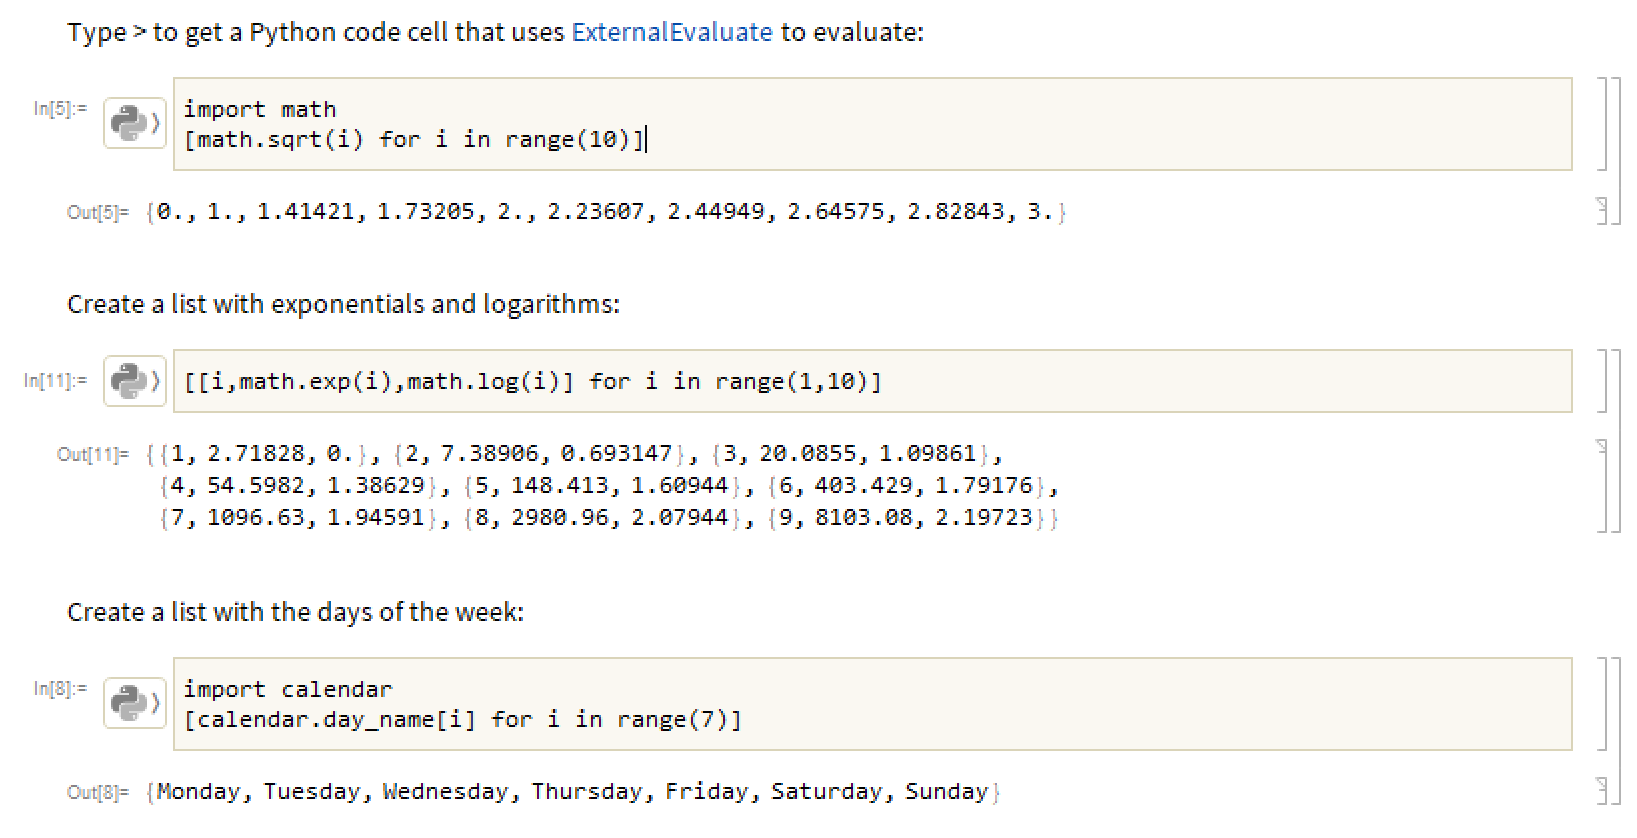 Type > to get a Python code cell that uses ExternalEvaluate to evaluate:
In[5]:= import math
[math.sqrt(i) for i in range(10)]
Out[5]= {0., 1., 1.41421, 1.73205, 2., 2.23607, 2.44949, 2.64575, 2.82843, 3.}
Create a list with exponentials and logarithms:
In[11]:= [[i,math.exp(i),math.log(i)] for i in range(1,10)]
Out[11]= {{1, 2.71828, 0.}, {2, 7.38906, 0.693147}, {3, 20.0855, 1.09861},
{4, 54.5982, 1.38629}, {5, 148.413, 1.60944}, {6, 403.429, 1.79176},
{7, 1096.63, 1.94591}, {8, 2980.96, 2.07944}, {9, 8103.08, 2.19723}}
Create a list with the days of the week:
In[8]:= import calendar
[calendar.day_name[i] for i in range(7)]
Out[8]= {Monday, Tuesday, Wednesday, Thursday, Friday, Saturday, Sunday}